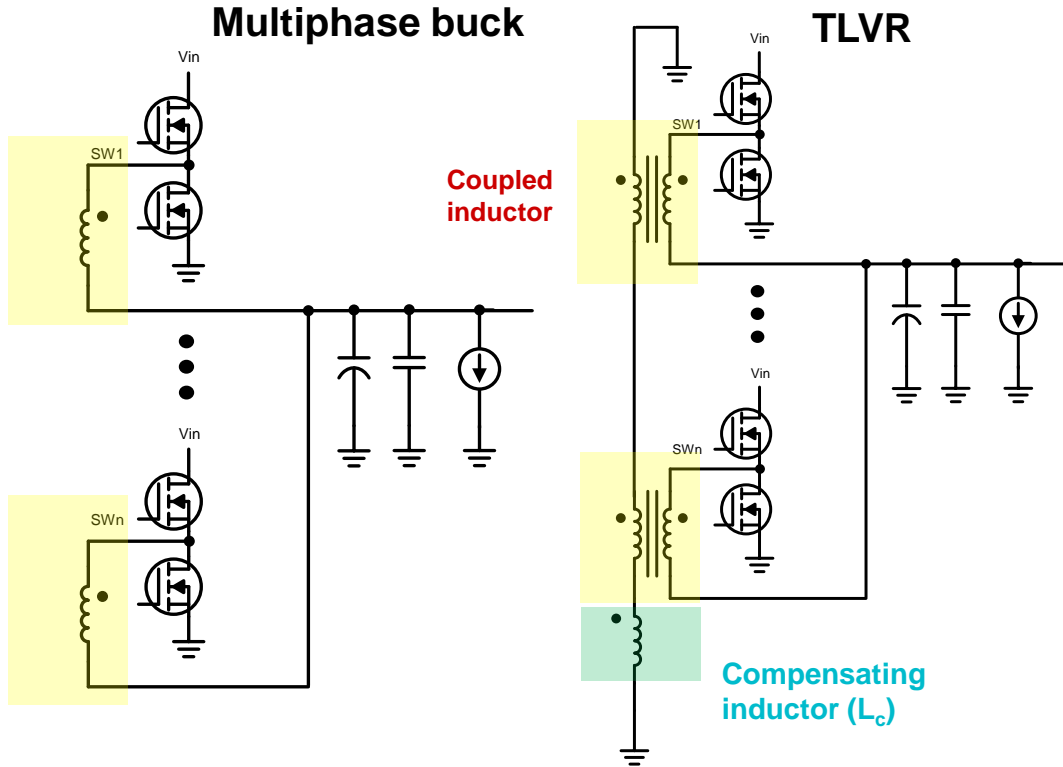 Multiphase buck
Vin
SW1
Vin
SWn
TLVR
Vin
SW1
Coupled
inductor
Vin
SWn
Compensating
inductor (Lc)